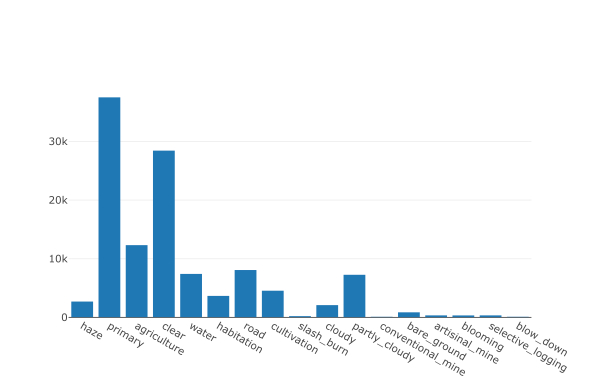 30k
20k
10k
0
haze
primary
agriculture
clear
water
habitation
road
cultivation
slash_burn
cloudy
partly_cloudy
conventional_mine
bare_ground
artisinal_mine
blooming
selective_logging
blow_down